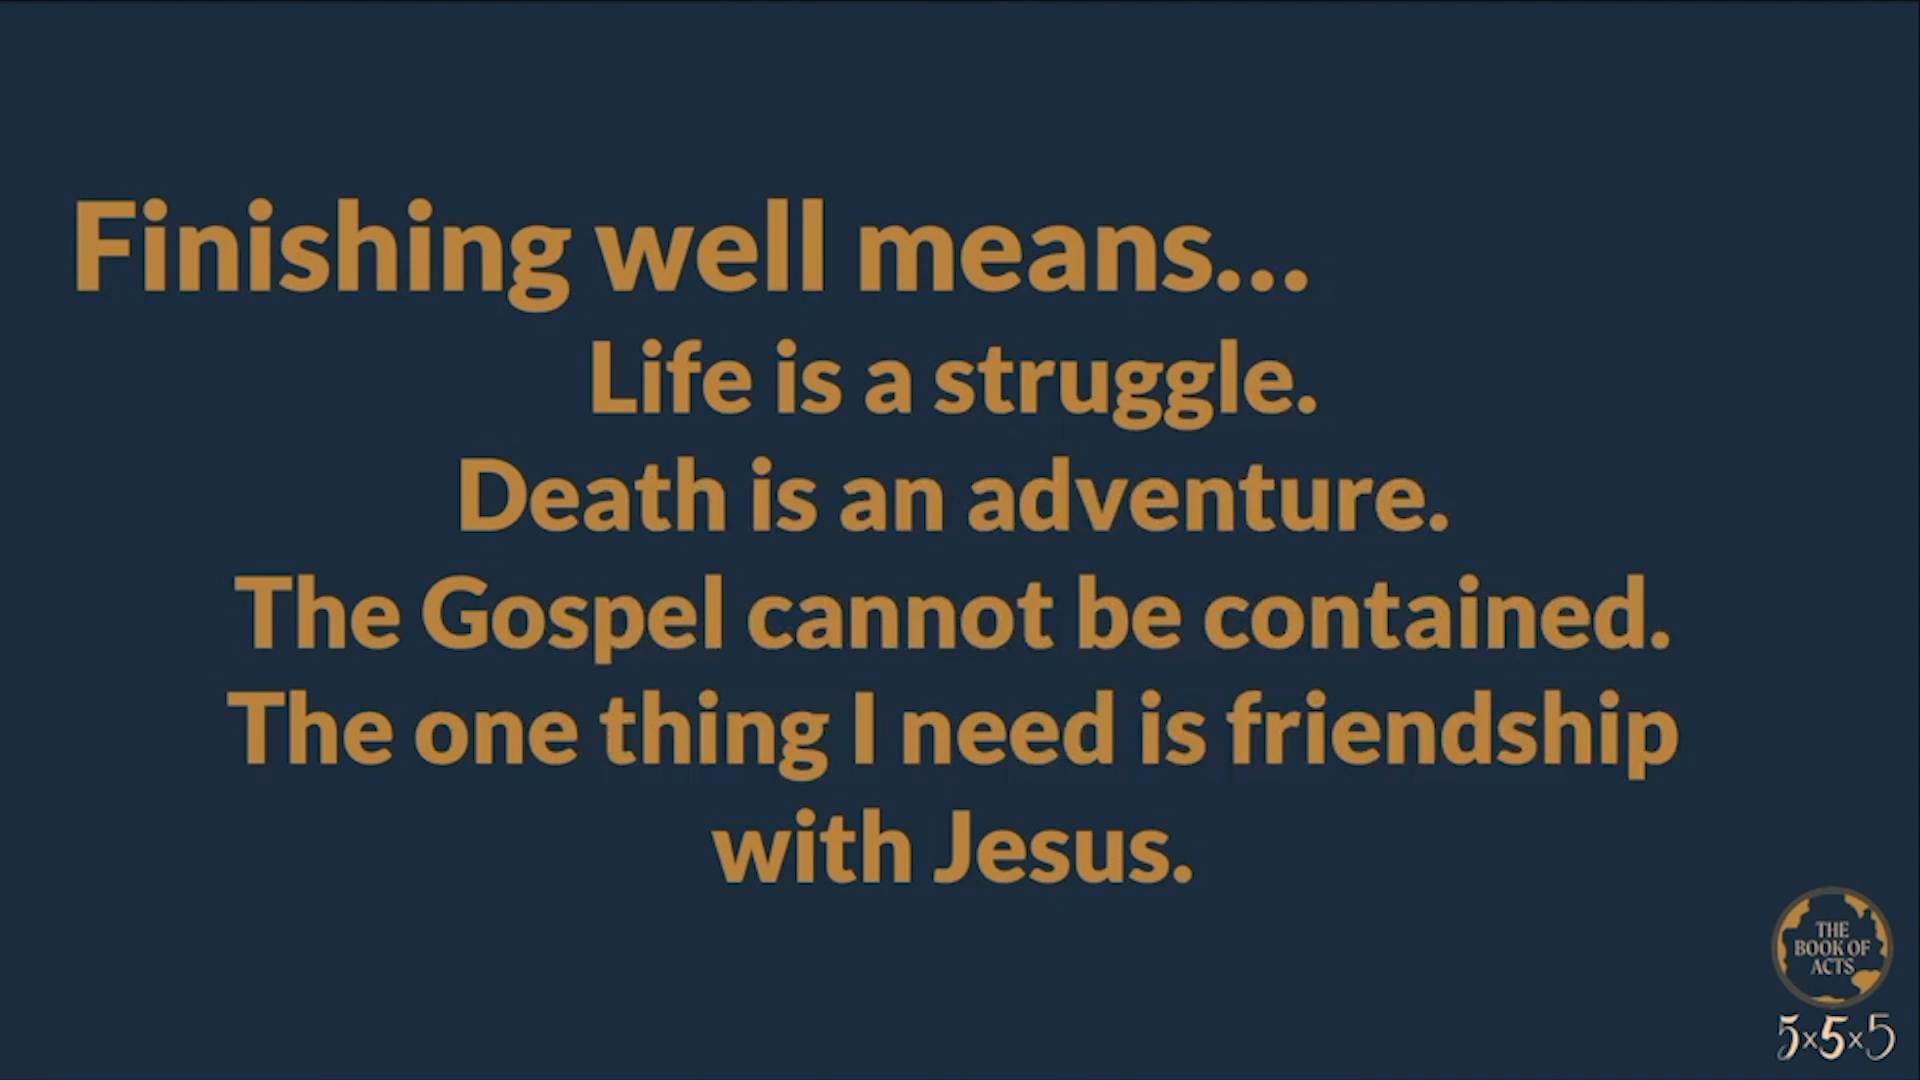 Finishing well means...
Life is a struggle.
Death is an adventure.
The Gospel cannot be contained.
The one thing I need is friendship
with Jesus.
THE
BOOK OF
ACTS
5x5x5